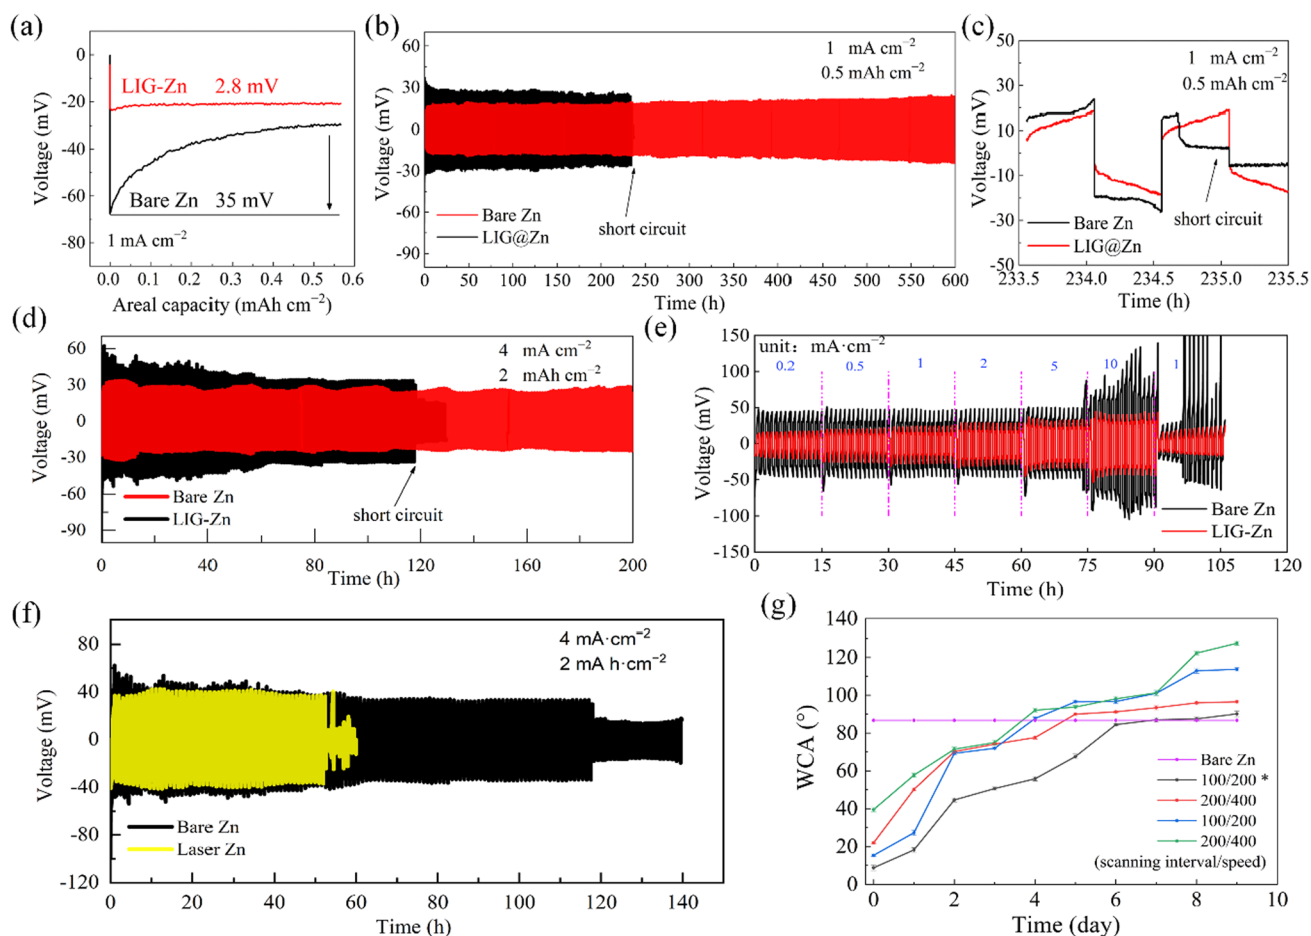 (a)
0
-20
-40
-60
-80
Voltage (mV)
LIG-Zn 2.8 mV
Bare Zn 35 mV
1 mA cm⁻²
0.0 0.1 0.2 0.3 0.4 0.5 0.6
Areal capacity (mAh cm⁻²)
(b)
60
30
0
-30
-60
-90
Voltage (mV)
1 mA cm⁻²
0.5 mAh cm⁻²
Bare Zn
LIG@Zn
short circuit
0 50 100 150 200 250 300 350 400 450 500 550 600
Time (h)
(c)
50
30
10
-10
-30
-50
Voltage (mV)
1 mA cm⁻²
0.5 mAh cm⁻²
short circuit
Bare Zn
LIG@Zn
233.5 234.0 234.5 235.0 235.5
Time (h)
(d)
60
30
0
-30
-60
-90
Voltage (mV)
4 mA cm⁻²
2 mAh cm⁻²
Bare Zn
LIG-Zn
short circuit
0 40 80 120 160 200
Time (h)
(e)
150
100
50
0
-50
-100
-150
Voltage (mV)
unit: mA·cm⁻²
0.2 0.5 1 2 5 10 1
Bare Zn
LIG-Zn
0 15 30 45 60 75 90 105 120
Time (h)
(f)
80
40
0
-40
-80
-120
Voltage (mV)
4 mA·cm⁻²
2 mA h·cm⁻²
Bare Zn
Laser Zn
0 20 40 60 80 100 120 140
Time (h)
(g)
140
120
100
80
60
40
20
0
WCA (°)
Bare Zn
100/200 *
200/400
100/200
200/400
(scanning interval/speed)
0 2 4 6 8 10
Time (day)